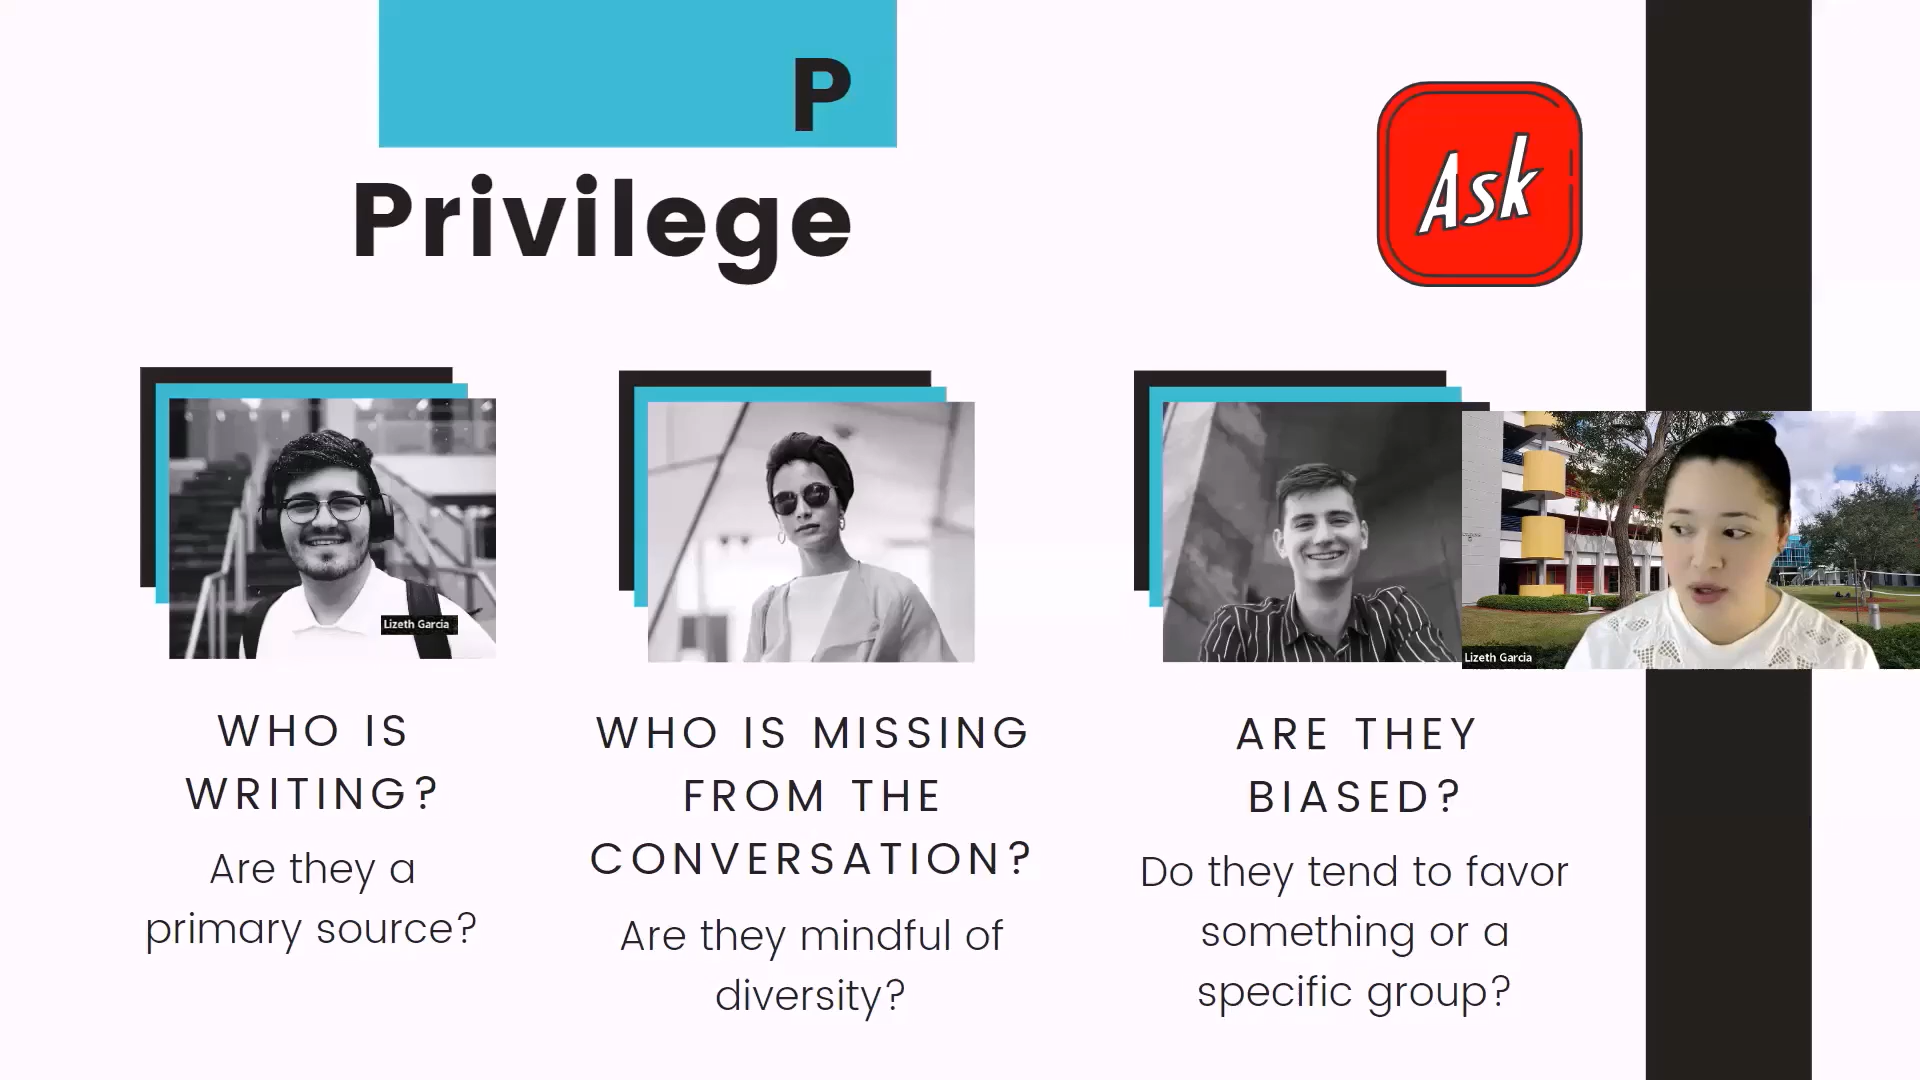 P
Privilege
Ask
Lizeth Garcia
Lizeth Garcia
WHO IS
WRITING?
Are they a
primary source?
WHO IS MISSING
FROM THE
CONVERSATION?
Are they mindful of
diversity?
ARE THEY
BIASED?
Do they tend to favor
something or a
specific group?